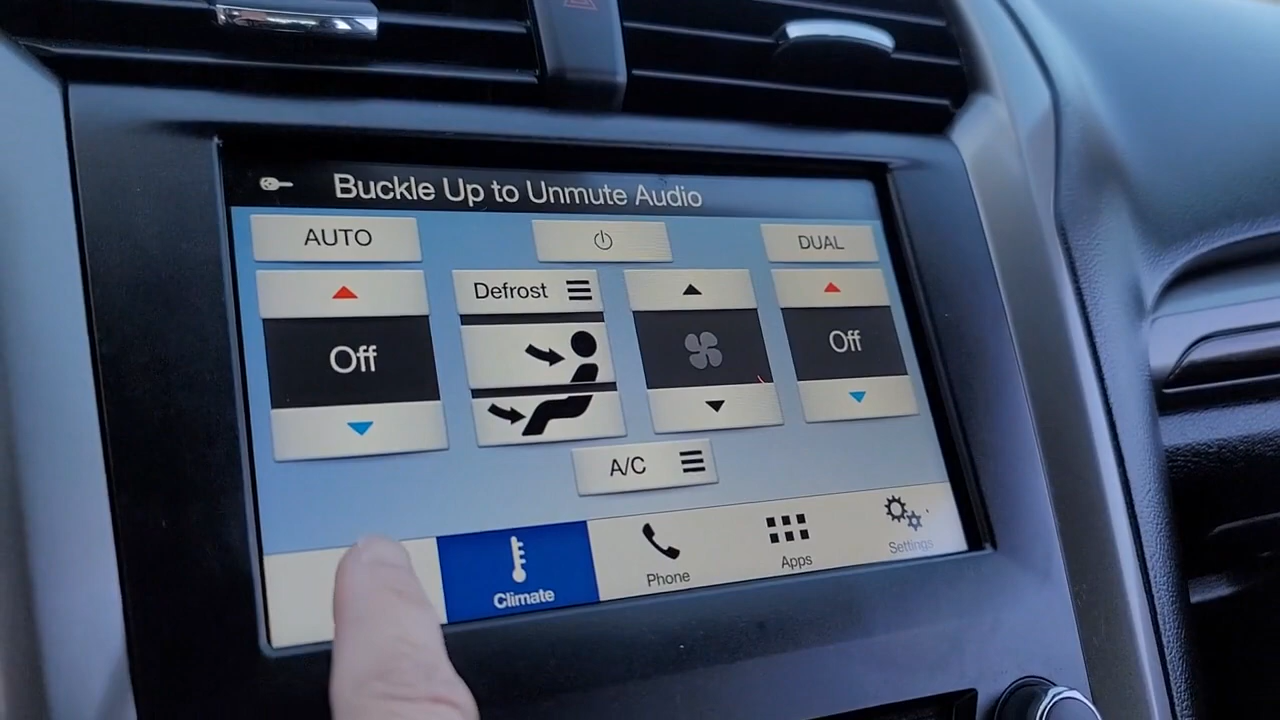 Buckle Up to Unmute Audio
AUTO
DUAL
Defrost
Off
Off
A/C
Climate
Phone
Apps
Settings